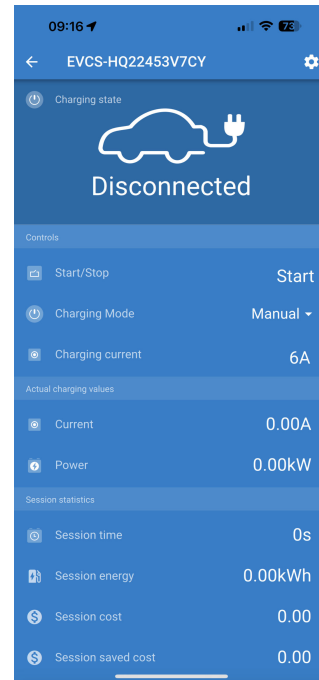 09:16
73
EVCS-HQ22453V7CY
Charging state
Disconnected
Controls
Start/Stop Start
Charging Mode Manual
Charging current 6A
Actual charging values
Current 0.00A
Power 0.00kW
Session statistics
Session time 0s
Session energy 0.00kWh
Session cost 0.00
Session saved cost 0.00